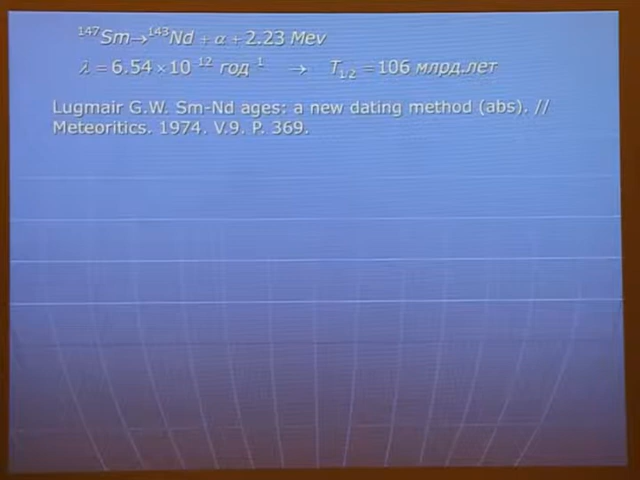 ¹⁴⁷Sm→¹⁴³Nd + α + 2.23 Mev
λ = 6.54 × 10⁻¹² год⁻¹ → T₁/₂ = 106 млрд.лет
Lugmair G.W. Sm-Nd ages: a new dating method (abs). //
Meteoritics. 1974. V.9. P. 369.